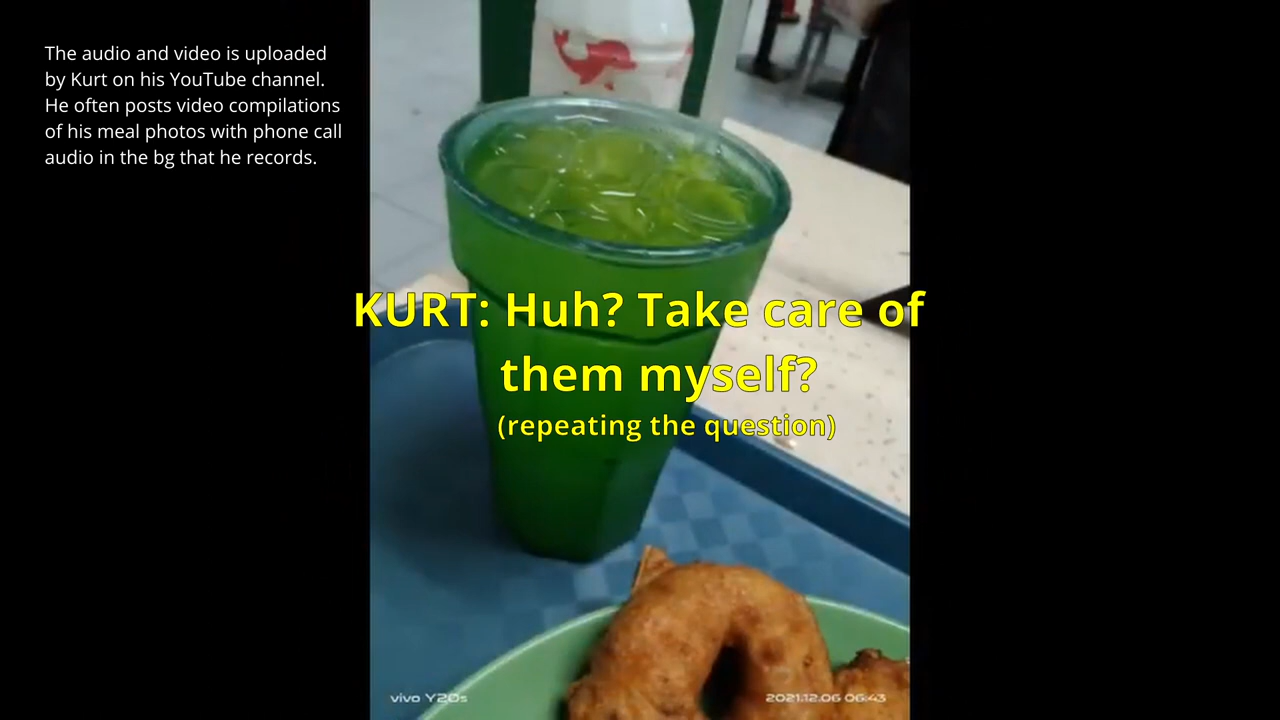 The audio and video is uploaded
by Kurt on his YouTube channel.
He often posts video compilations
of his meal photos with phone call
audio in the bg that he records.
KURT: Huh? Take care of
them myself?
(repeating the question)
vivo Y20s
2021.12.06 06:43